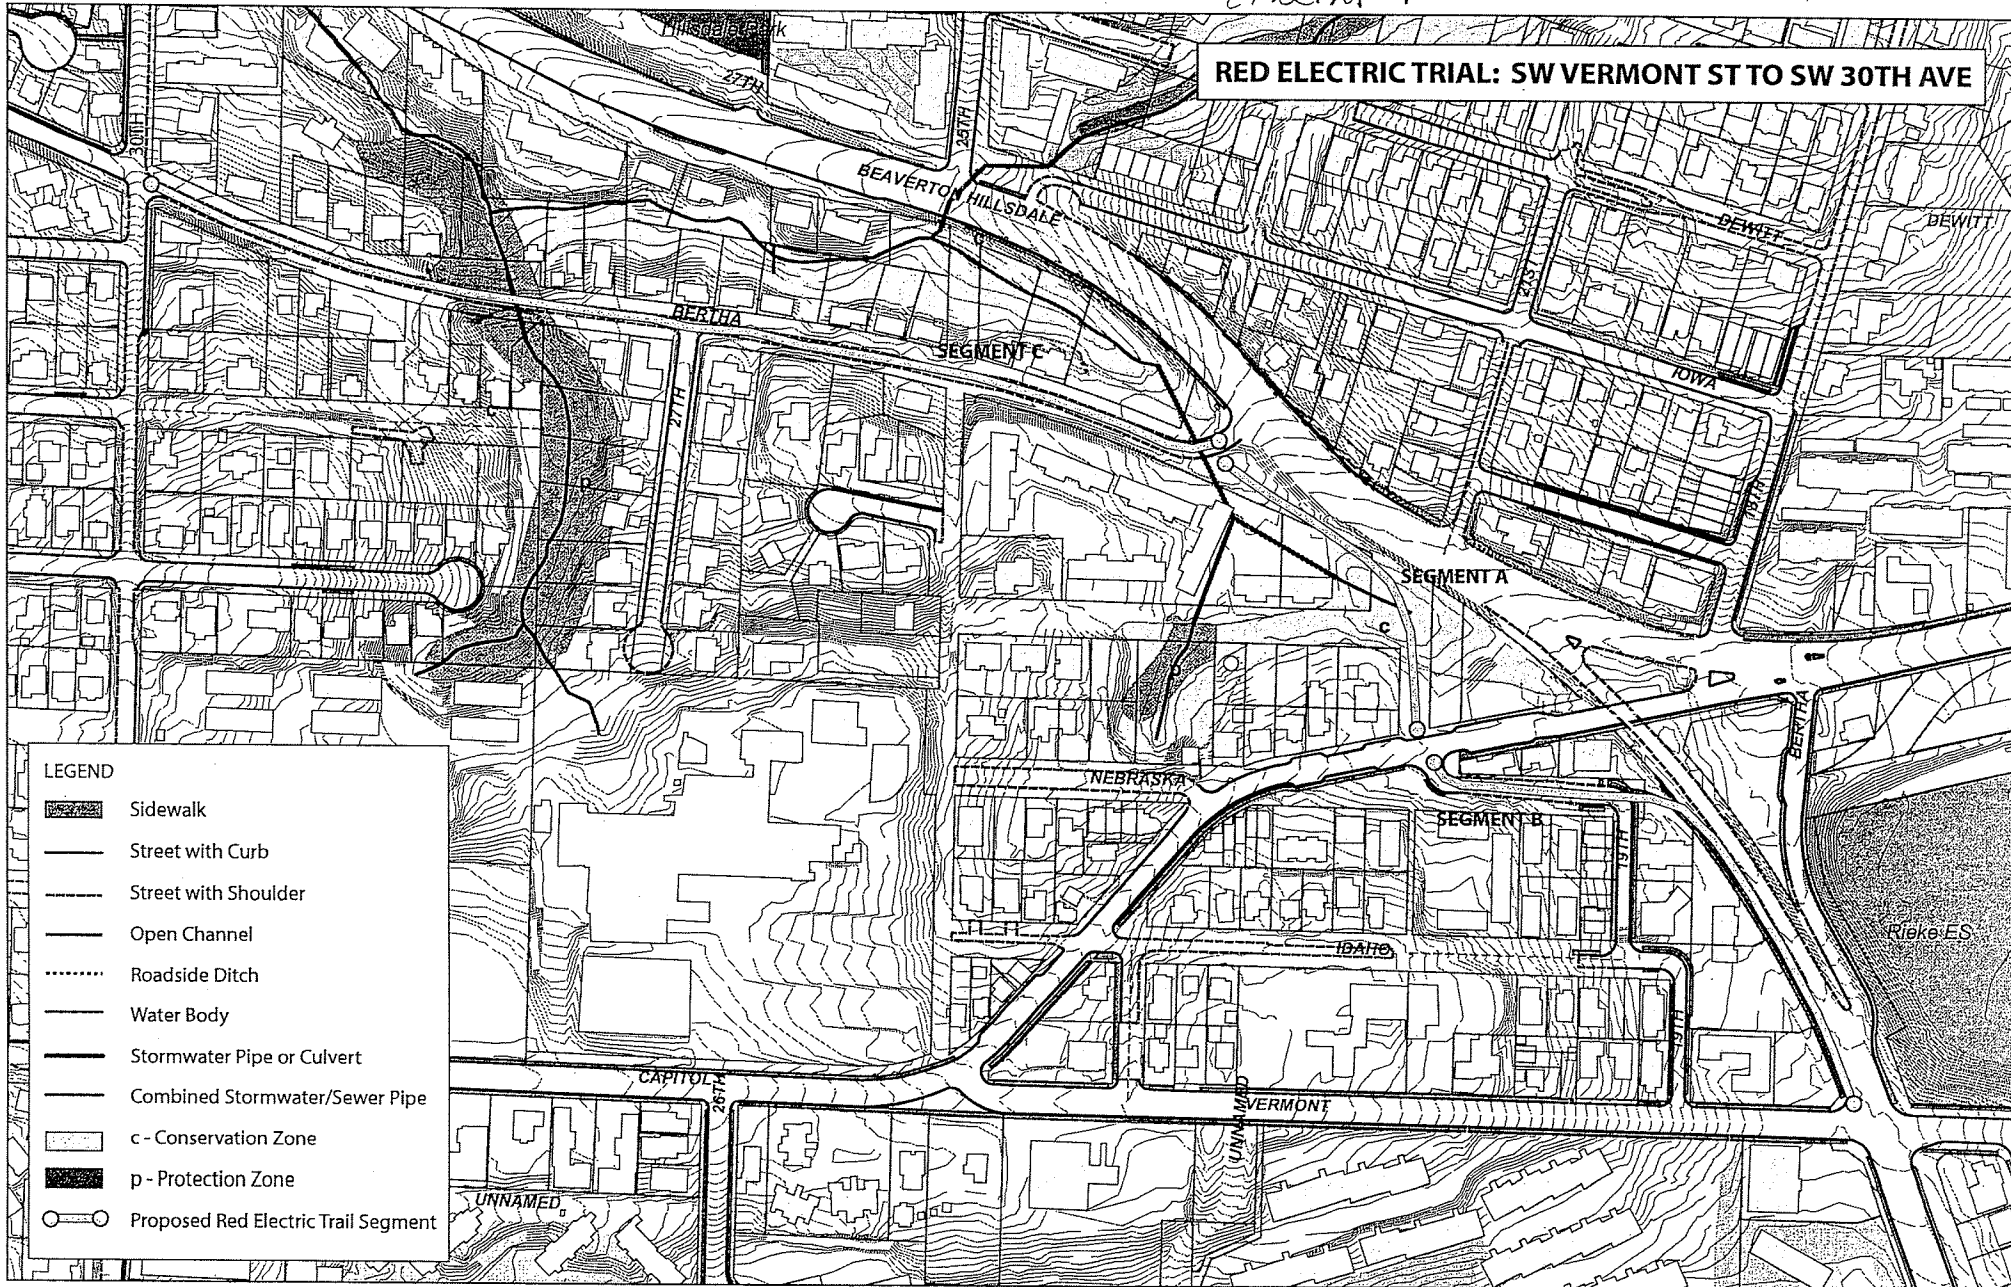 RED ELECTRIC TRIAL: SW VERMONT ST TO SW 30TH AVE
27TH
25TH
30TH
BEAVERTON HILLSDALE
DEWITT
DEWITT
BERTHA
SEGMENT C
IOWA
27TH
p
SEGMENT A
c
BERTHA
NEBRASKA
SEGMENT B
19TH
IDAHO
Rieke ES
19TH
CAPITOL
26TH
UNNAMED
VERMONT
UNNAMED
LEGEND
Sidewalk
Street with Curb
Street with Shoulder
Open Channel
Roadside Ditch
Water Body
Stormwater Pipe or Culvert
Combined Stormwater/Sewer Pipe
c - Conservation Zone
p - Protection Zone
Proposed Red Electric Trail Segment